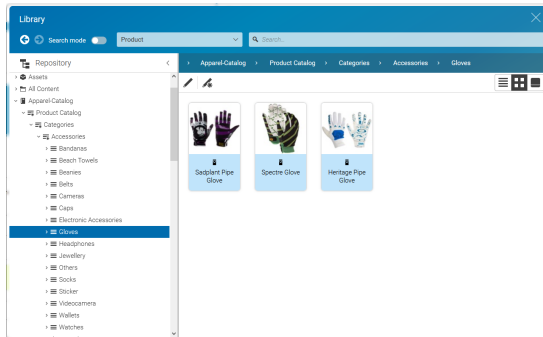 Library
Search mode
Product
Search...
Repository
Apparel-Catalog
Product Catalog
Categories
Accessories
Gloves
Assets
All Content
Apparel-Catalog
Product Catalog
Categories
Accessories
Bandanas
Beach Towels
Beanies
Belts
Cameras
Caps
Electronic Accessories
Gloves
Headphones
Jewellery
Others
Socks
Sticker
Videocamera
Wallets
Watches
Sadplant Pipe
Glove
Spectre Glove
Heritage Pipe
Glove